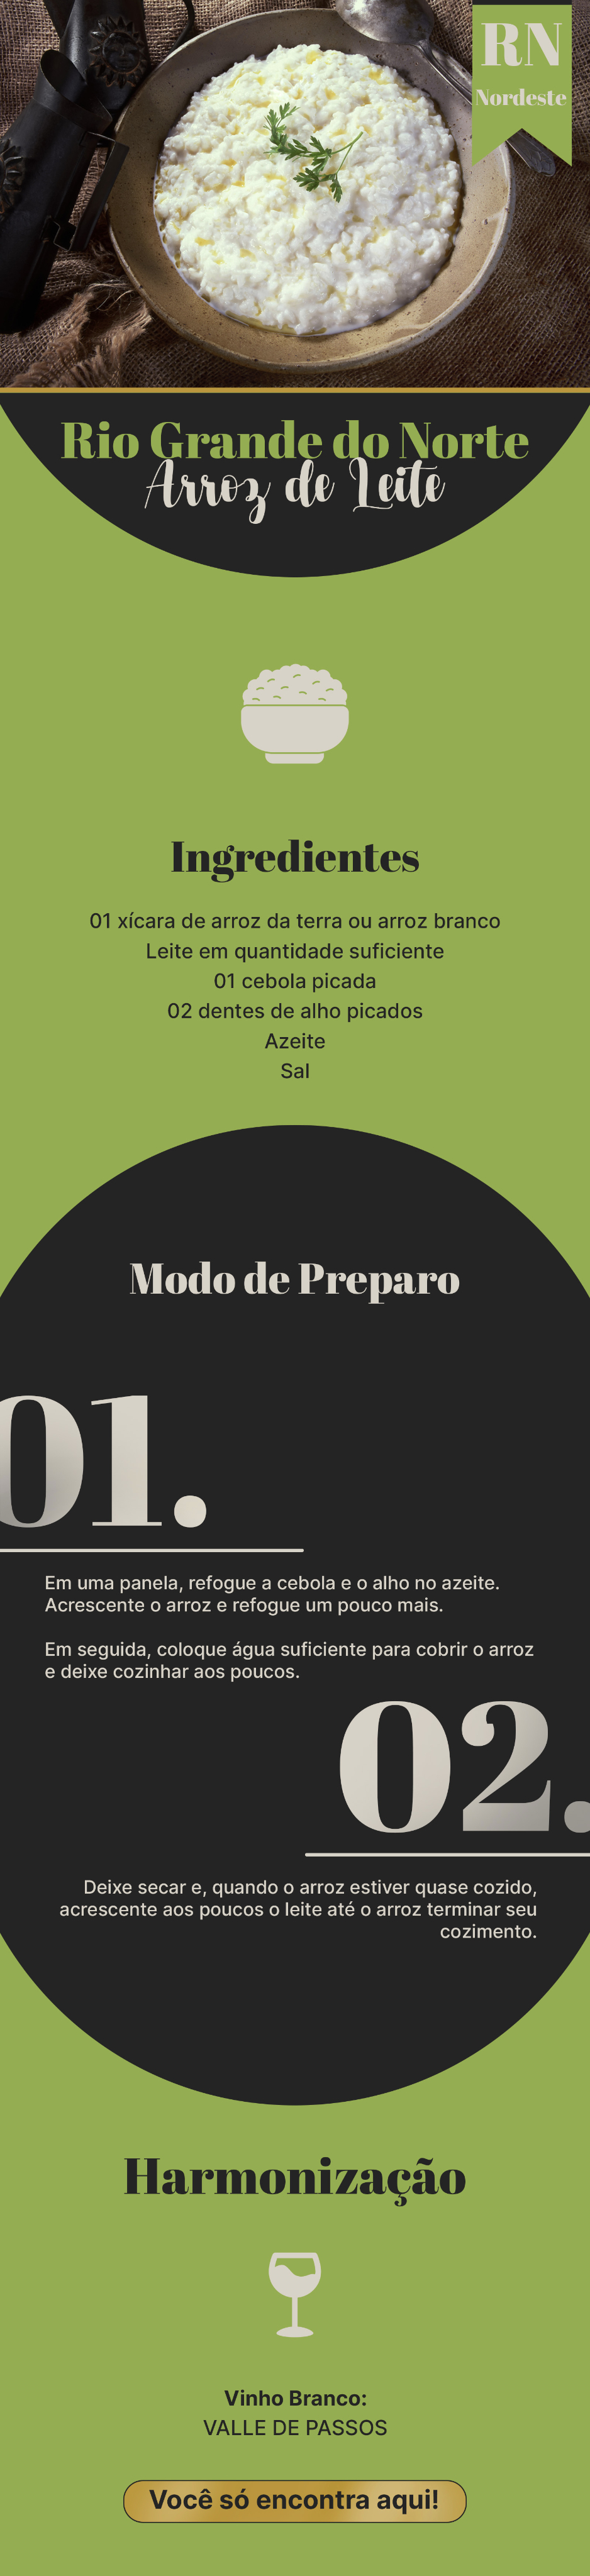 RN
Nordeste
Rio Grande do Norte
Arroz de Leite
Ingredientes
01 xícara de arroz da terra ou arroz branco
Leite em quantidade suficiente
01 cebola picada
02 dentes de alho picados
Azeite
Sal
Modo de Preparo
01.
Em uma panela, refogue a cebola e o alho no azeite.
Acrescente o arroz e refogue um pouco mais.
Em seguida, coloque água suficiente para cobrir o arroz
e deixe cozinhar aos poucos.
02.
Deixe secar e, quando o arroz estiver quase cozido,
acrescente aos poucos o leite até o arroz terminar seu
cozimento.
Harmonização
Vinho Branco:
VALLE DE PASSOS
Você só encontra aqui!